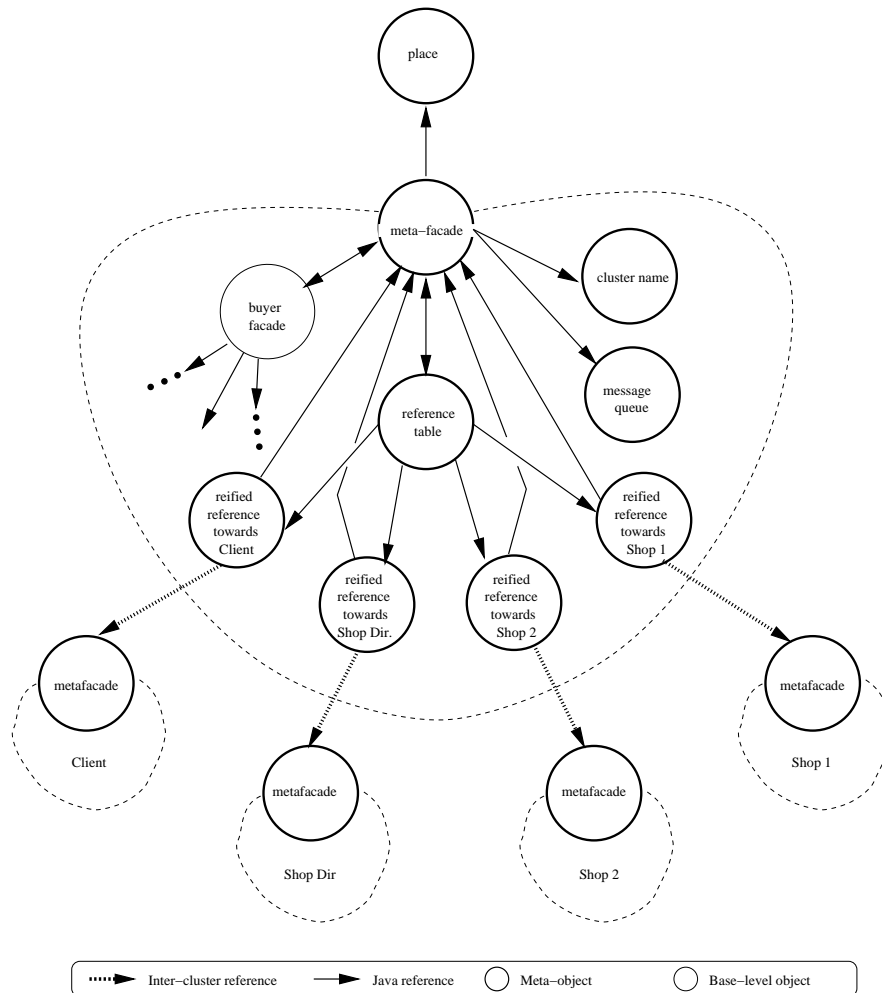 place
meta−facade
cluster name
buyer
facade
message
queue
reference
table
reified
reference
towards
Client
reified
reference
towards
Shop Dir.
reified
reference
towards
Shop 2
reified
reference
towards
Shop 1
metafacade
Client
metafacade
Shop Dir
metafacade
Shop 2
metafacade
Shop 1
Inter−cluster reference
Java reference
Meta−object
Base−level object